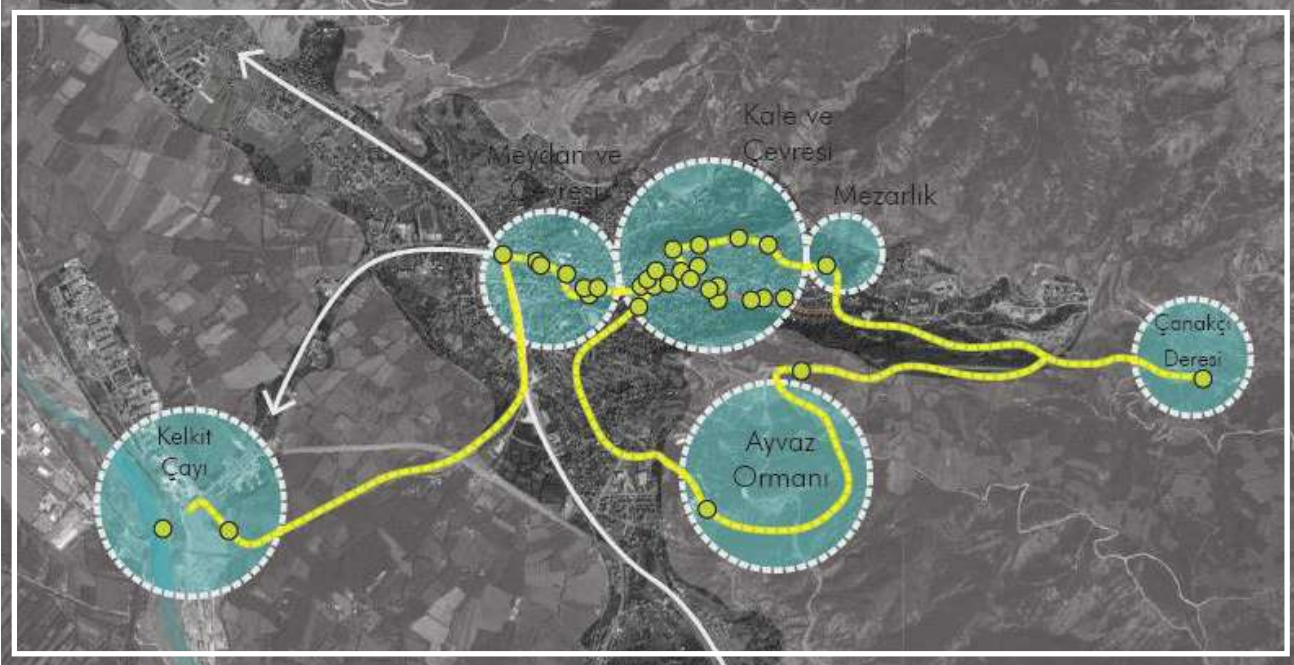 Kale ve
Çevresi
Meydan ve
Çevresi
Mezarlık
Çanakçı
Deresi
Kelkit
Çayı
Ayvaz
Ormanı